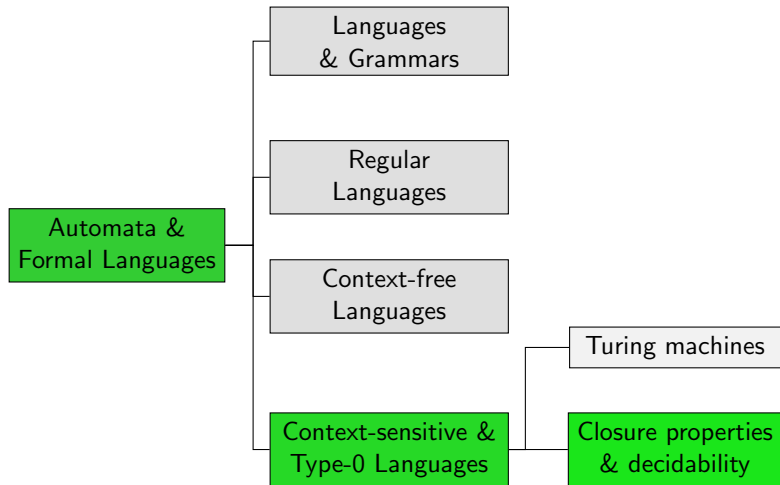 Languages
& Grammars
Regular
Languages
Automata &
Formal Languages
Context-free
Languages
Turing machines
Context-sensitive &
Type-0 Languages
Closure properties
& decidability